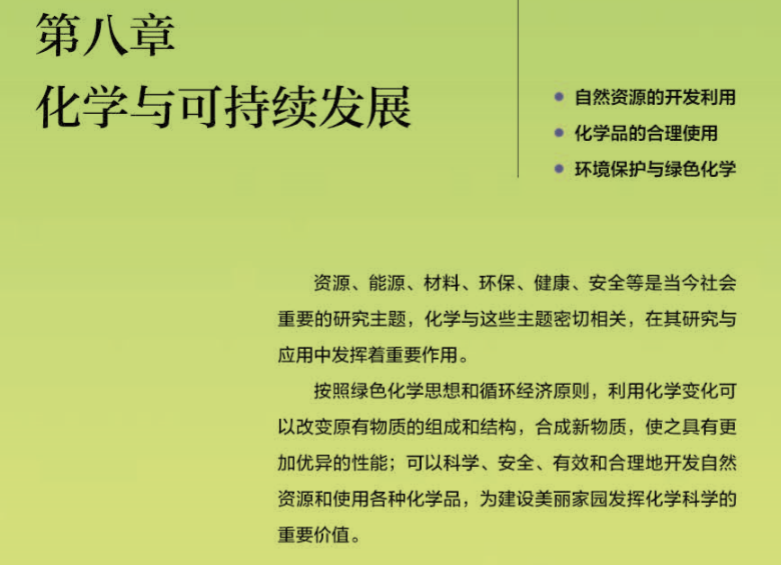 第八章
化学与可持续发展
自然资源的开发利用
化学品的合理使用
环境保护与绿色化学
资源、能源、材料、环保、健康、安全等是当今社会
重要的研究主题，化学与这些主题密切相关，在其研究与
应用中发挥着重要作用。
按照绿色化学思想和循环经济原则，利用化学变化可
以改变原有物质的组成和结构，合成新物质，使之具有更
加优异的性能；可以科学、安全、有效和合理地开发自然
资源和使用各种化学品，为建设美丽家园发挥化学科学的
重要价值。